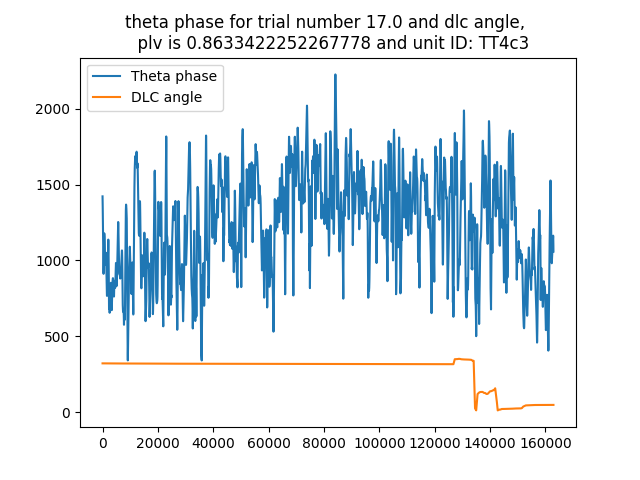 theta phase for trial number 17.0 and dlc angle,
plv is 0.8633422252267778 and unit ID: TT4c3
Theta phase
DLC angle
2000
1500
1000
500
0
0 20000 40000 60000 80000 100000 120000 140000 160000